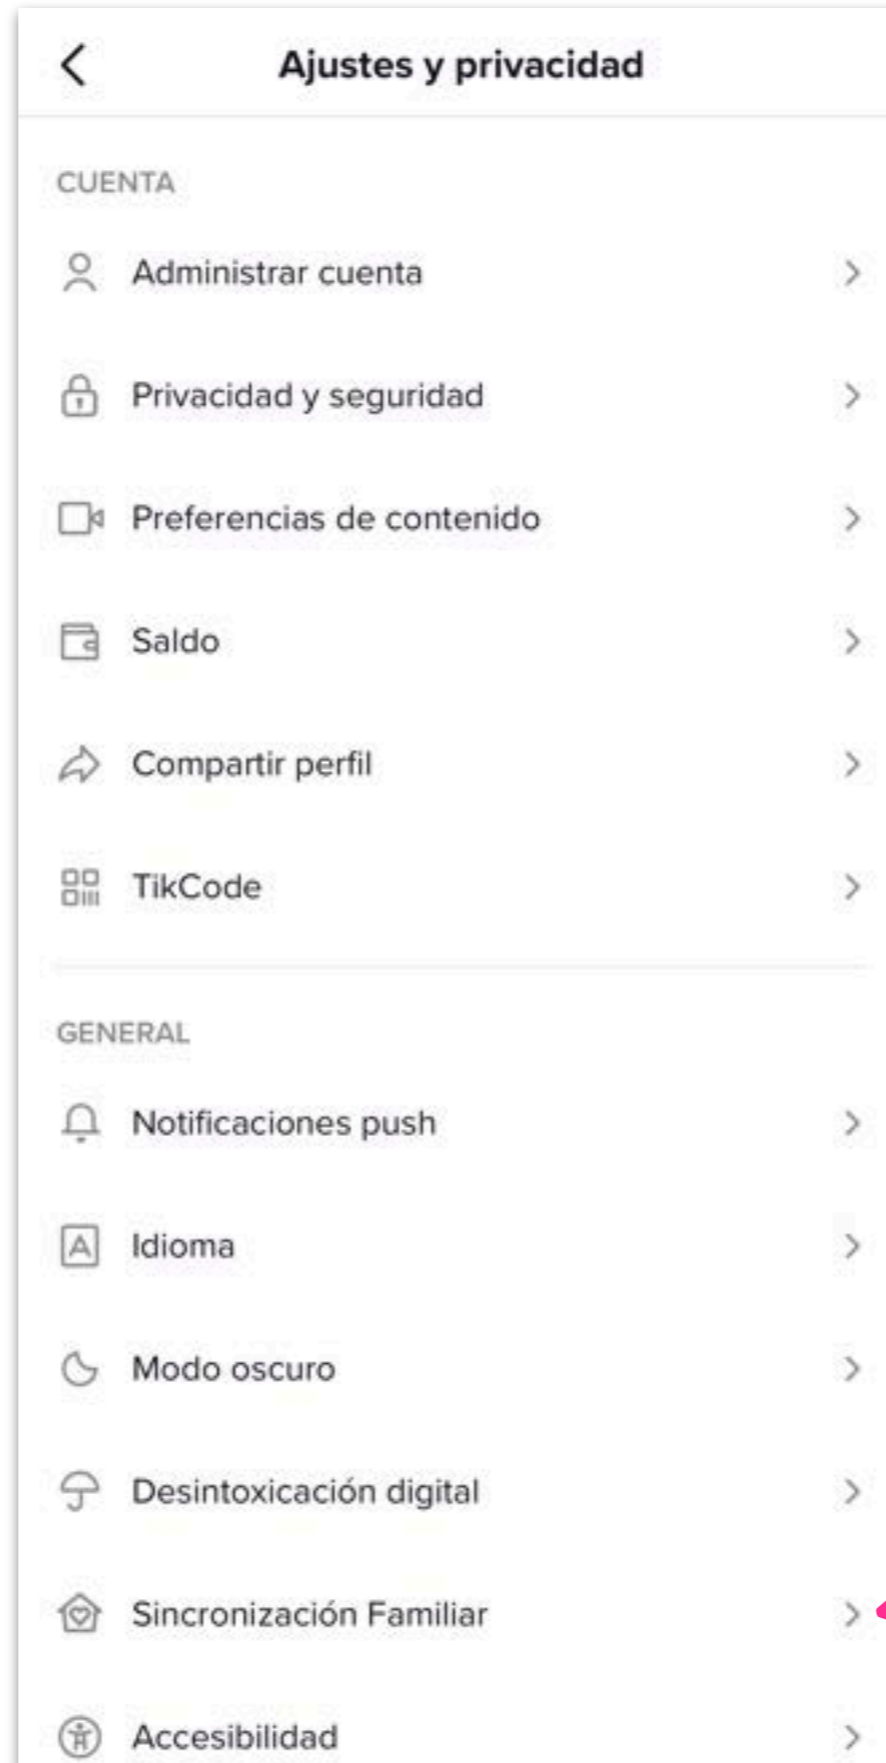 Ajustes y privacidad
CUENTA
Administrar cuenta
Privacidad y seguridad
Preferencias de contenido
Saldo
Compartir perfil
TikCode
GENERAL
Notificaciones push
Idioma
Modo oscuro
Desintoxicación digital
Sincronización Familiar
Accesibilidad